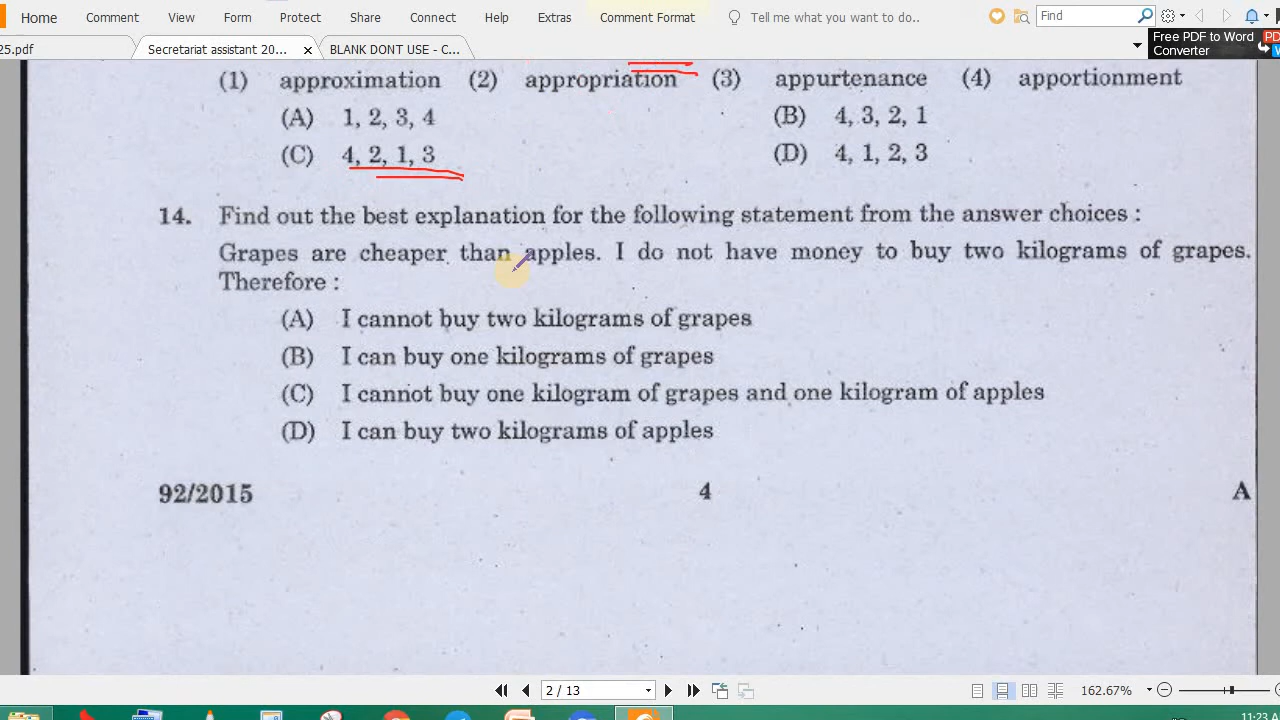 Home Comment View Form Protect Share Connect Help Extras Comment Format Tell me what you want to do.. Find
25.pdf Secretariat assistant 20... × BLANK DONT USE - C... Free PDF to Word
Converter
(1) approximation (2) appropriation (3) appurtenance (4) apportionment
(A) 1, 2, 3, 4 (B) 4, 3, 2, 1
(C) 4, 2, 1, 3 (D) 4, 1, 2, 3
14. Find out the best explanation for the following statement from the answer choices :
Grapes are cheaper than apples. I do not have money to buy two kilograms of grapes.
Therefore :
(A) I cannot buy two kilograms of grapes
(B) I can buy one kilograms of grapes
(C) I cannot buy one kilogram of grapes and one kilogram of apples
(D) I can buy two kilograms of apples
92/2015 4 A
2 / 13 162.67%